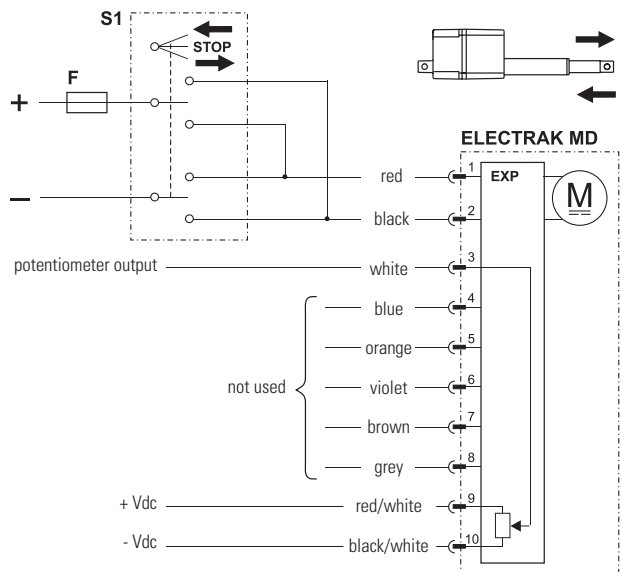 S1
STOP
F
+
–
ELECTRAK MD
EXP
M
red 1
black 2
potentiometer output white 3
not used
blue 4
orange 5
violet 6
brown 7
grey 8
+ Vdc red/white 9
- Vdc black/white 10